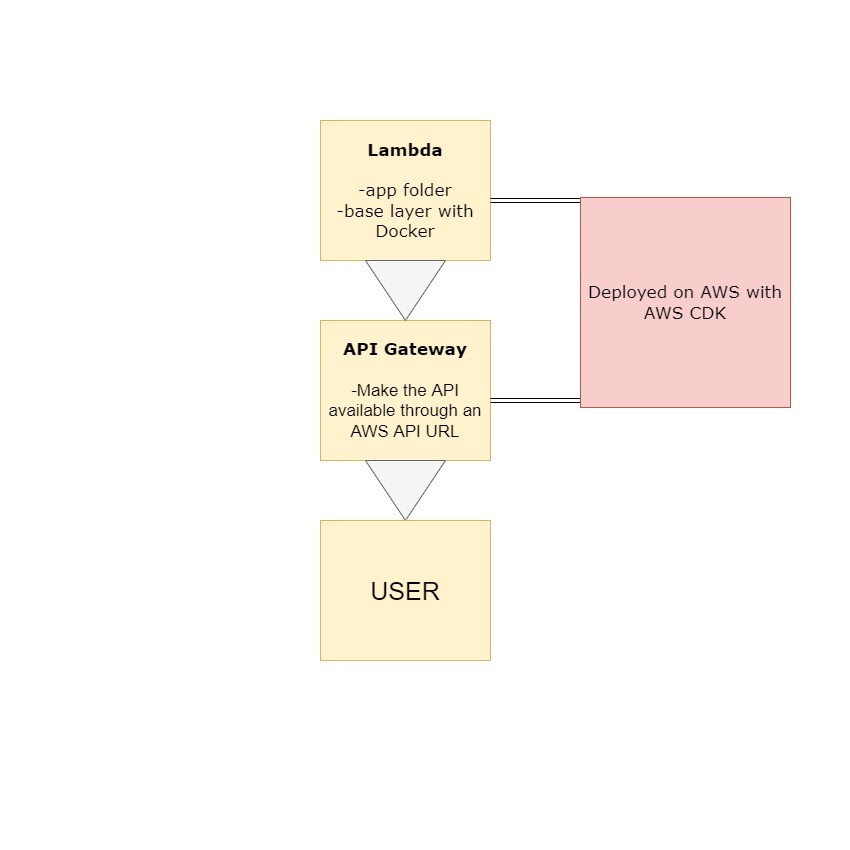 Lambda
-app folder
-base layer with
Docker
Deployed on AWS with
AWS CDK
API Gateway
-Make the API
available through an
AWS API URL
USER